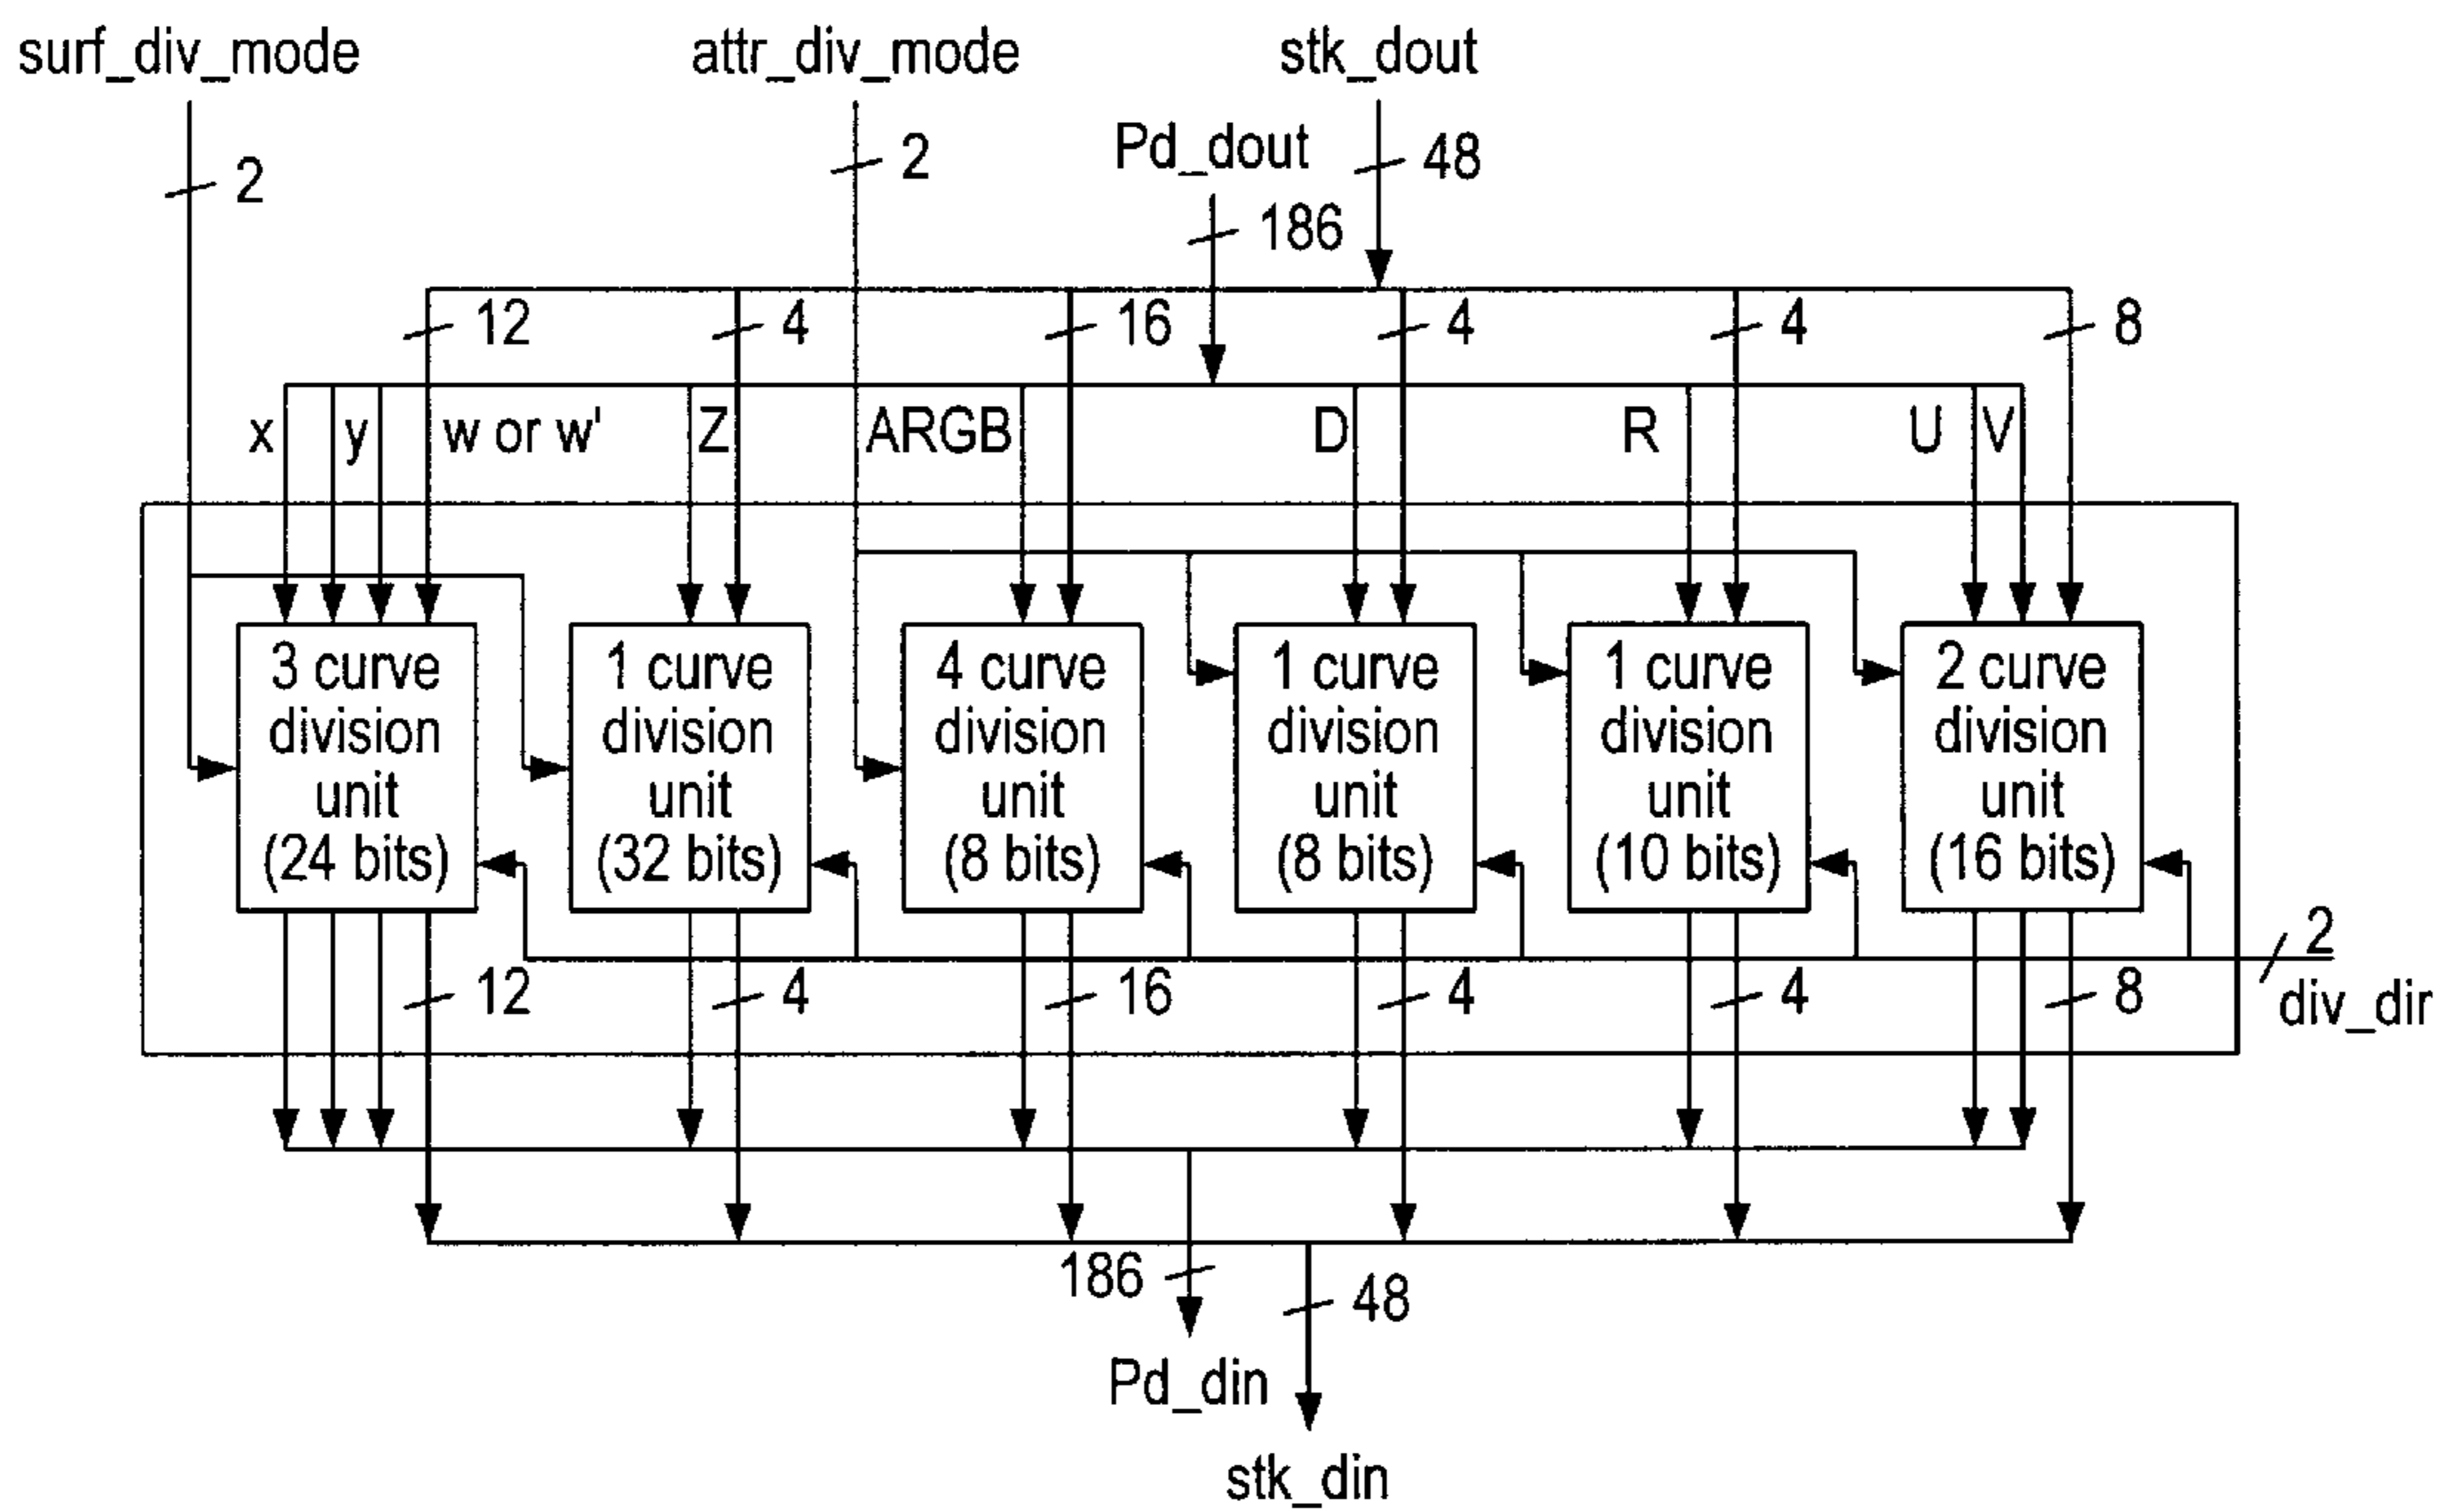 surf_div_mode
attr_div_mode
stk_dout
2
2
Pd_dout
48
186
12
4
16
4
4
8
x
y
w or w'
Z
ARGB
D
R
U
V
3 curve
division
unit
(24 bits)
1 curve
division
unit
(32 bits)
4 curve
division
unit
(8 bits)
1 curve
division
unit
(8 bits)
1 curve
division
unit
(10 bits)
2 curve
division
unit
(16 bits)
2
div_dir
12
4
16
4
4
8
186
48
Pd_din
stk_din